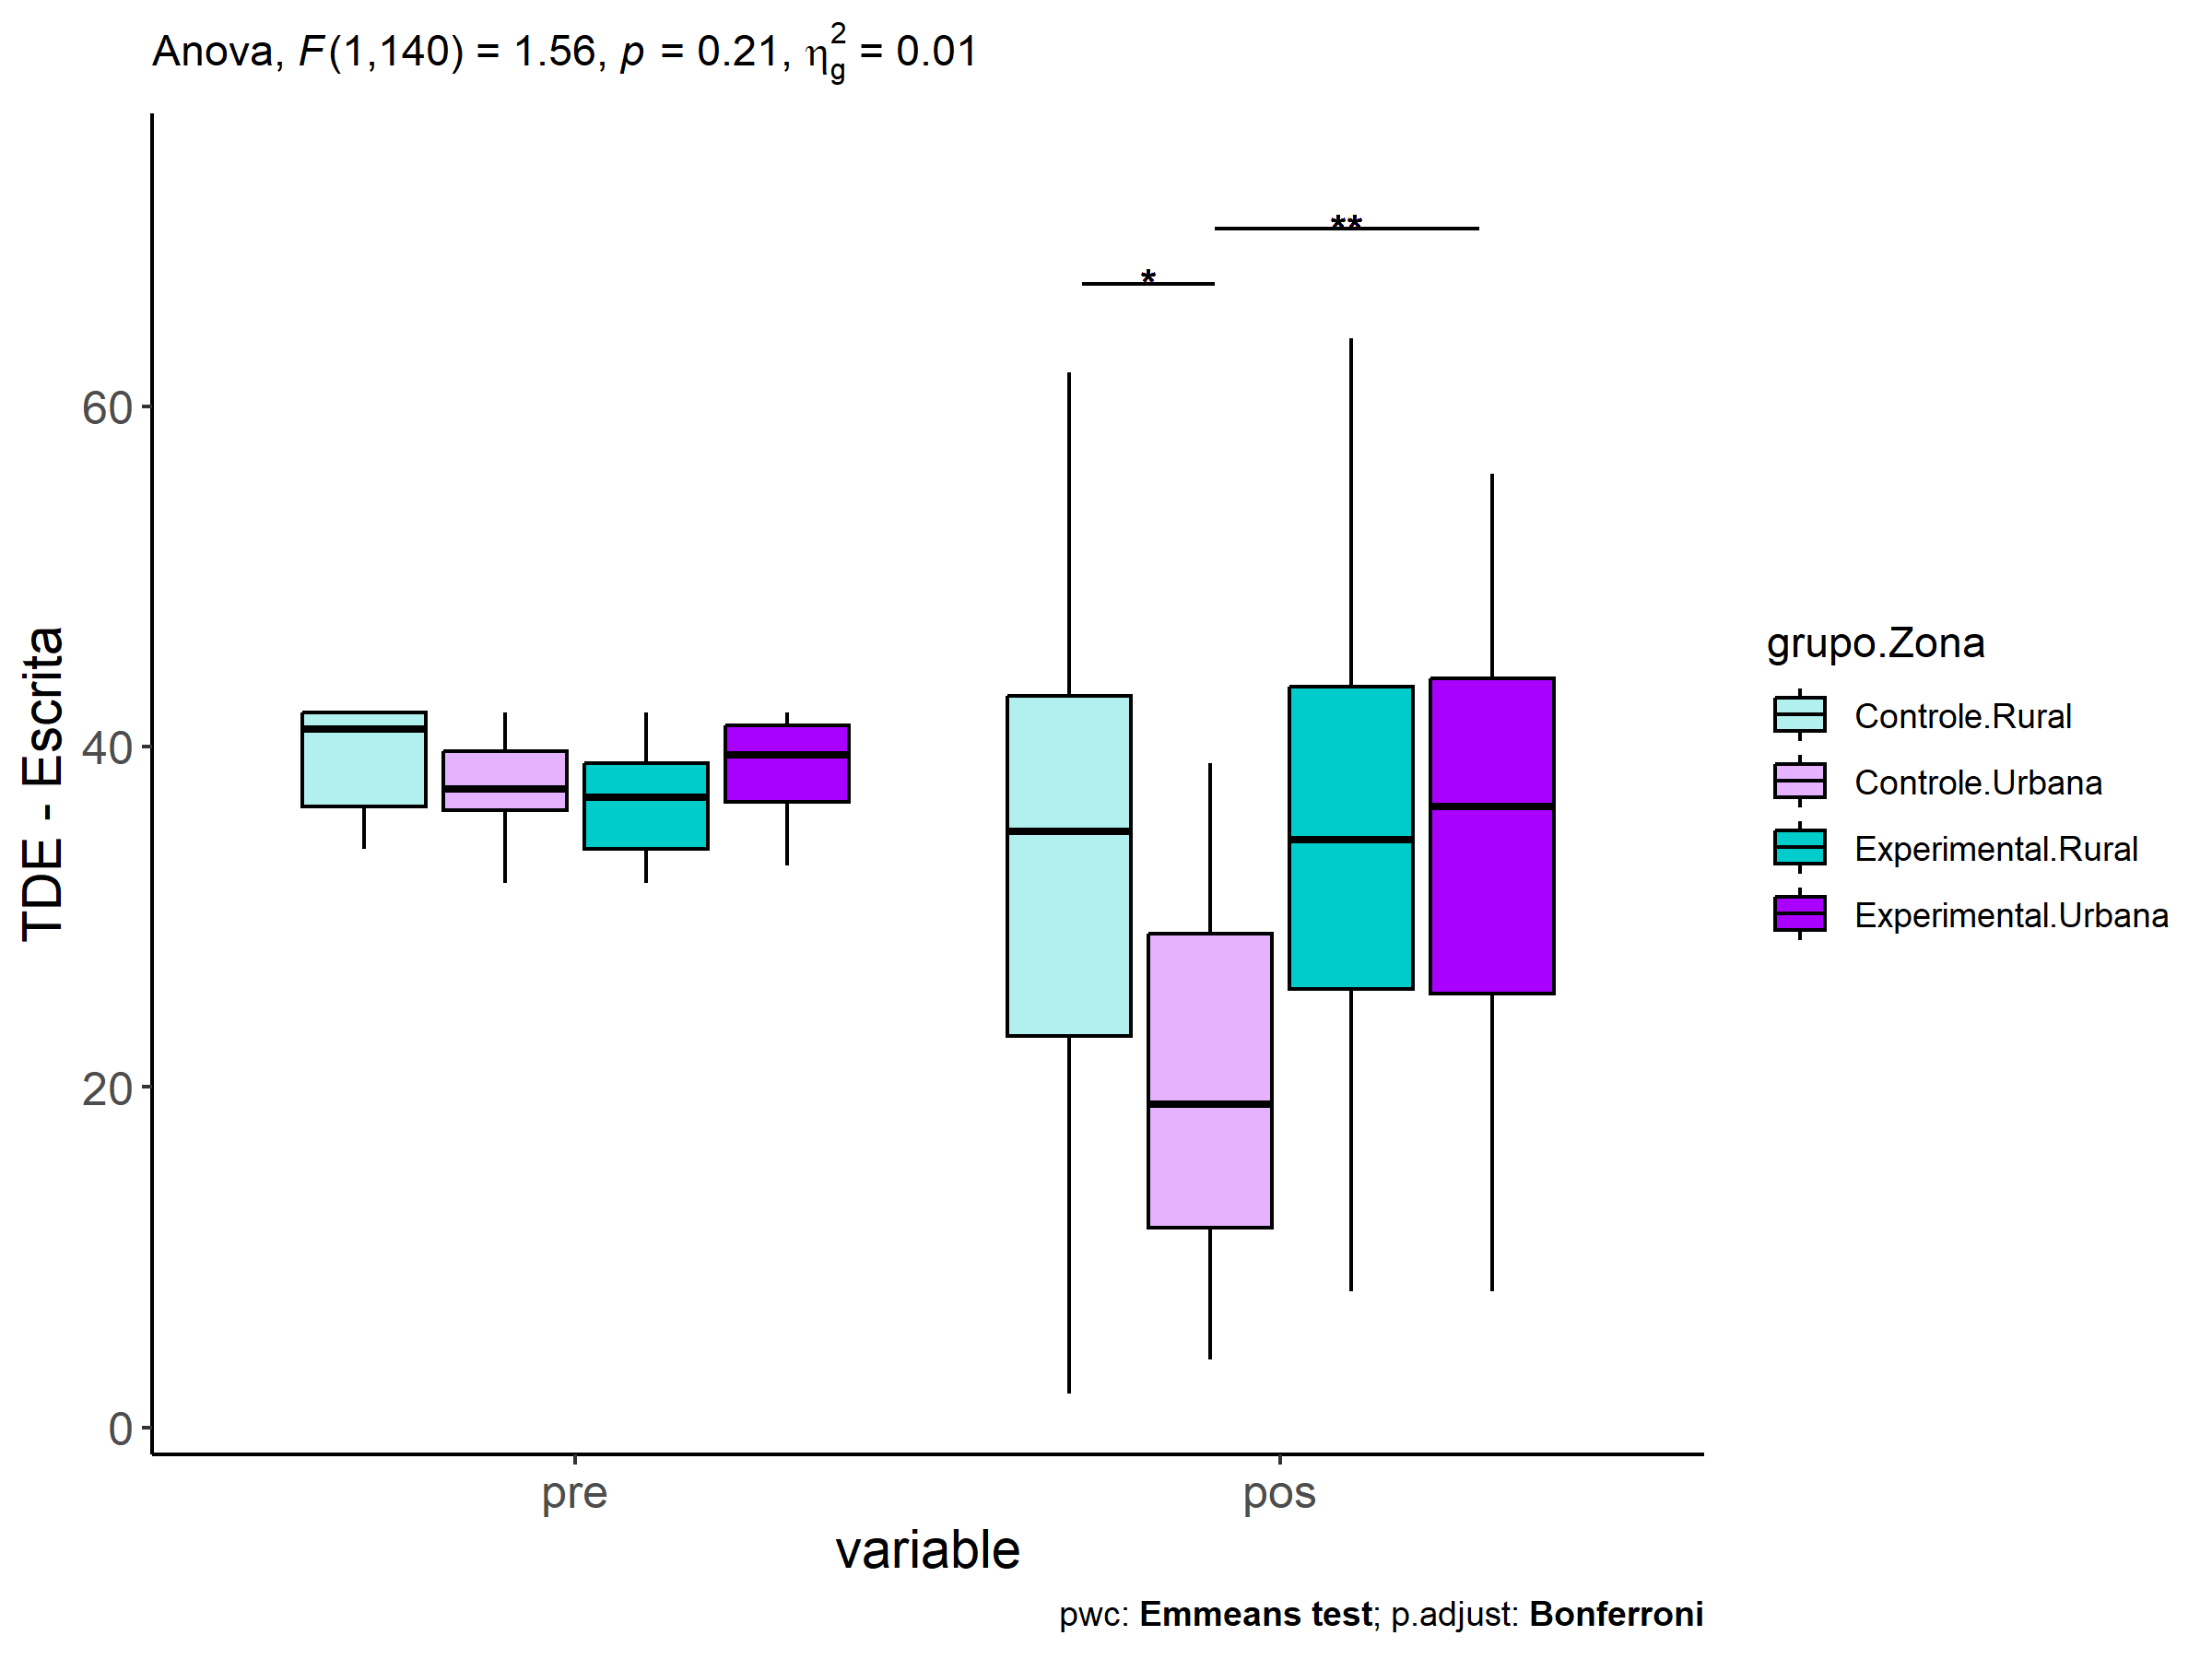 Anova, F(1,140) = 1.56, p = 0.21, η²g = 0.01
**
*
60
40
20
0
TDE - Escrita
pre
pos
variable
grupo.Zona
Controle.Rural
Controle.Urbana
Experimental.Rural
Experimental.Urbana
pwc: Emmeans test; p.adjust: Bonferroni